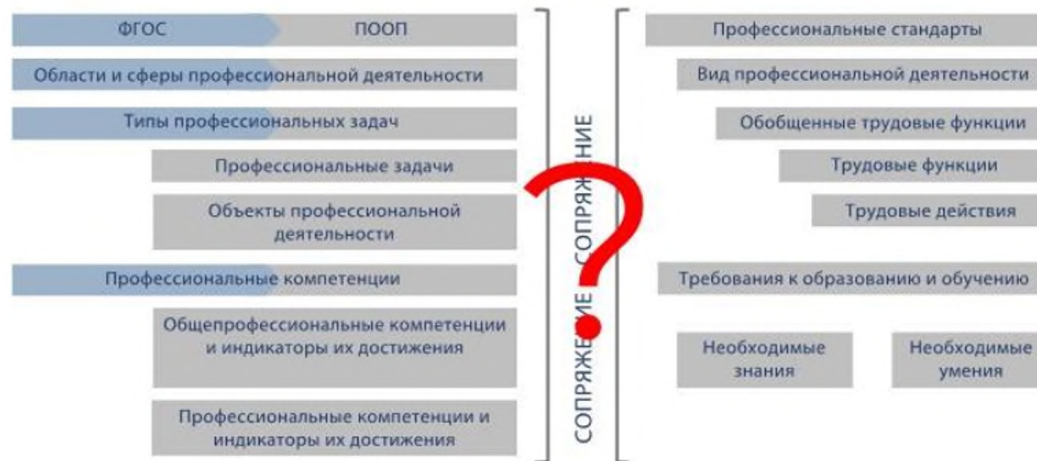 ФГОС ПООП
Области и сферы профессиональной деятельности
Типы профессиональных задач
Профессиональные задачи
Объекты профессиональной
деятельности
Профессиональные компетенции
Общепрофессиональные компетенции
и индикаторы их достижения
Профессиональные компетенции и
индикаторы их достижения
СОПРЯЖЕНИЕ СОПРЯЖЕНИЕ
?
Профессиональные стандарты
Вид профессиональной деятельности
Обобщенные трудовые функции
Трудовые функции
Трудовые действия
Требования к образованию и обучению
Необходимые
знания
Необходимые
умения